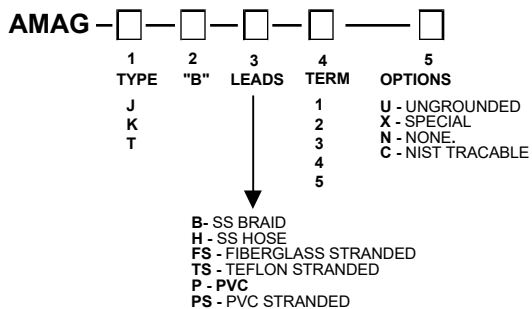 AMAG
1 2 3 4 5
TYPE "B" LEADS TERM OPTIONS
J
K
T
1
2
3
4
5
U - UNGROUNDED
X - SPECIAL
N - NONE.
C - NIST TRACABLE
B- SS BRAID
H - SS HOSE
FS - FIBERGLASS STRANDED
TS - TEFLON STRANDED
P - PVC
PS - PVC STRANDED